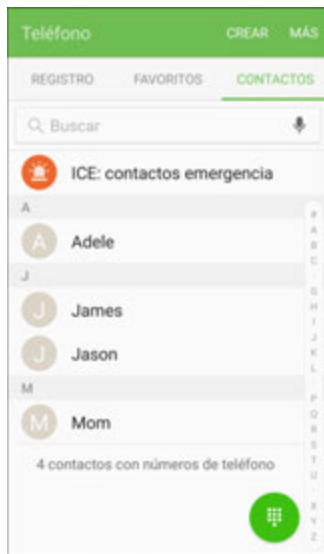 Teléfono CREAR MÁS
REGISTRO FAVORITOS CONTACTOS
Buscar
ICE: contactos emergencia
A
A Adele
J
J James
J Jason
M
M Mom
4 contactos con números de teléfono
#
A
B
C
G
H
I
J
K
L
P
Q
R
S
T
U
X
Y
Z